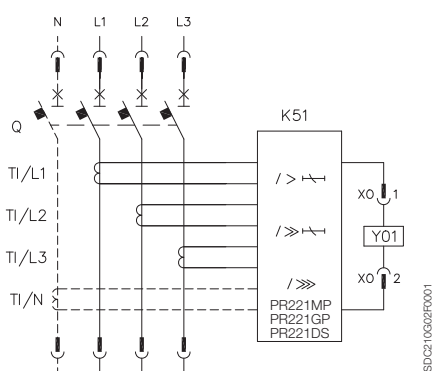 N L1 L2 L3
K51
Q
TI/L1
I >
X0 1
TI/L2
I ≫
Y01
TI/L3
X0 2
I ⋙
TI/N
PR221MP
PR221GP
PR221DS
SDC210G02F0001